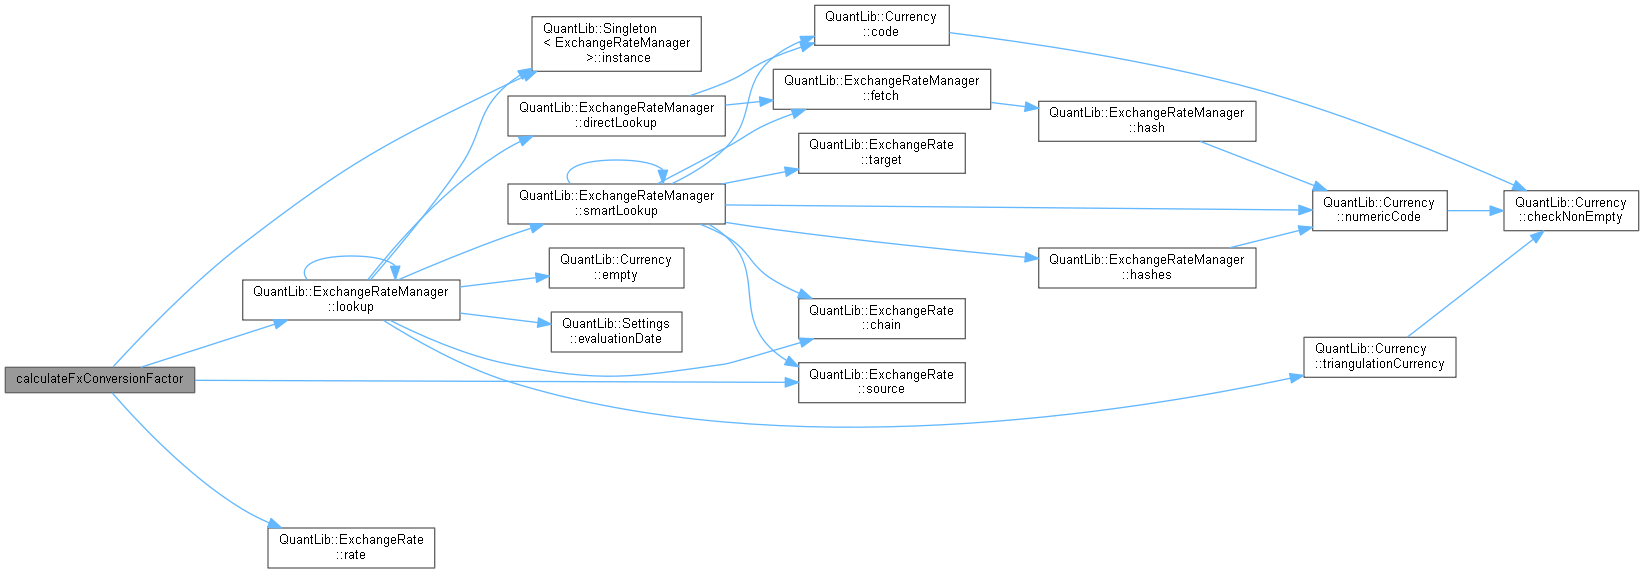 calculateFxConversionFactor
QuantLib::ExchangeRateManager
::lookup
QuantLib::ExchangeRate
::rate
QuantLib::Singleton
< ExchangeRateManager
>::instance
QuantLib::ExchangeRateManager
::directLookup
QuantLib::ExchangeRateManager
::smartLookup
QuantLib::Currency
::empty
QuantLib::Settings
::evaluationDate
QuantLib::Currency
::code
QuantLib::ExchangeRateManager
::fetch
QuantLib::ExchangeRate
::target
QuantLib::ExchangeRate
::chain
QuantLib::ExchangeRate
::source
QuantLib::ExchangeRateManager
::hash
QuantLib::ExchangeRateManager
::hashes
QuantLib::Currency
::numericCode
QuantLib::Currency
::triangulationCurrency
QuantLib::Currency
::checkNonEmpty